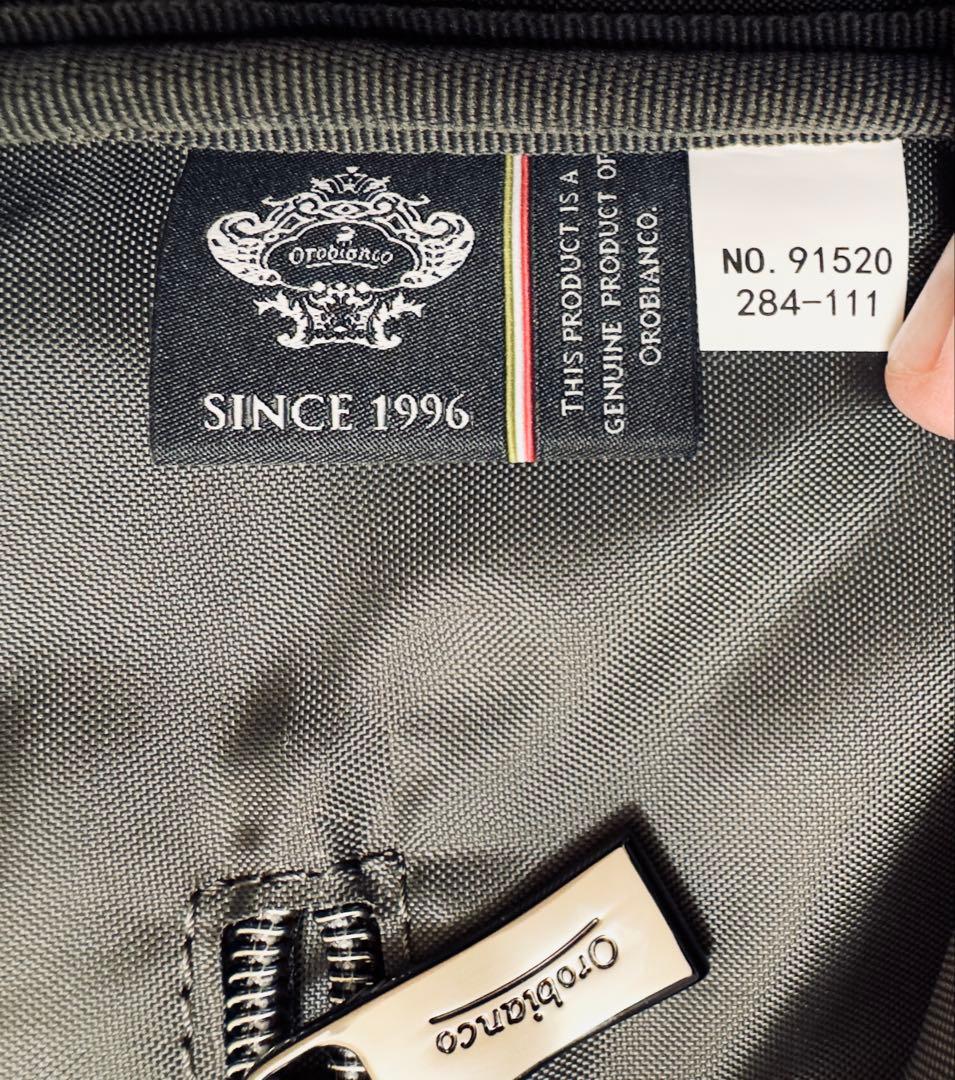 Orobianco
SINCE 1996
THIS PRODUCT IS A
GENUINE PRODUCT OF
OROBIANCO.
NO. 91520
284-111
Orobianco